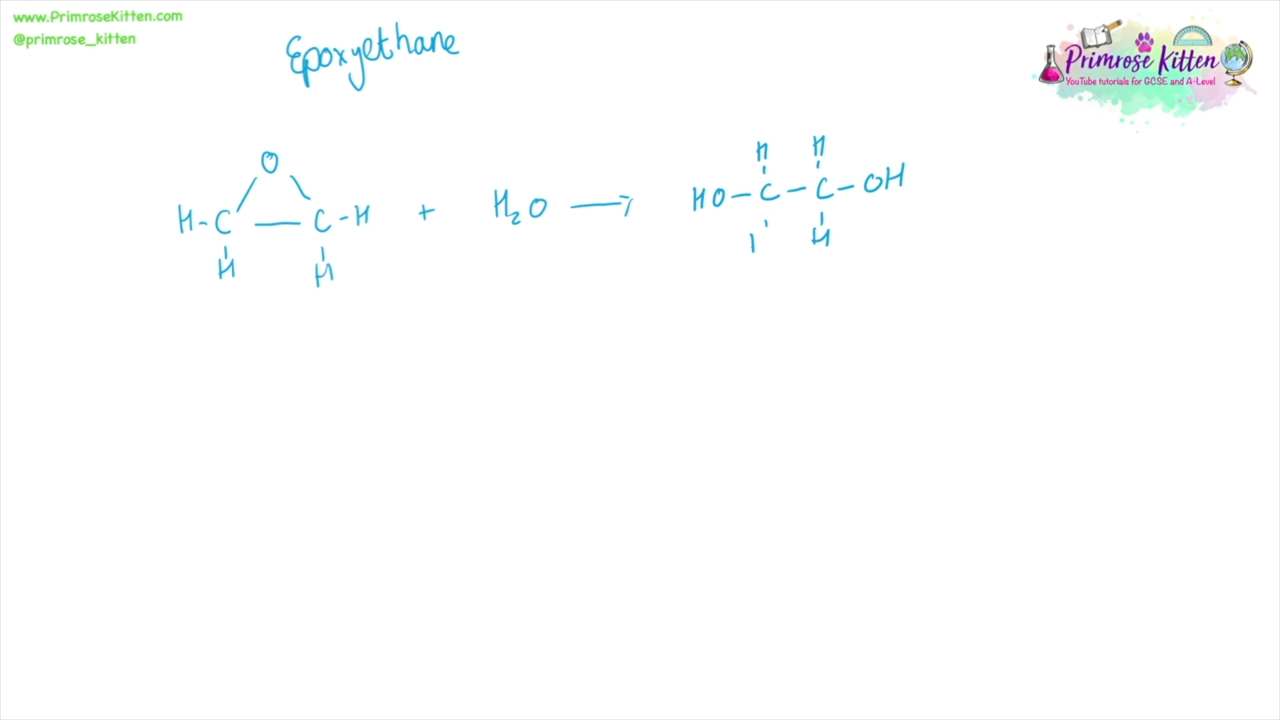 www.PrimroseKitten.com
@primrose_kitten
Epoxyethane
Primrose Kitten
YouTube tutorials for GCSE and A-Level
O
H-C — C-H + H₂O → HO-C-C-OH
H H
H H
H